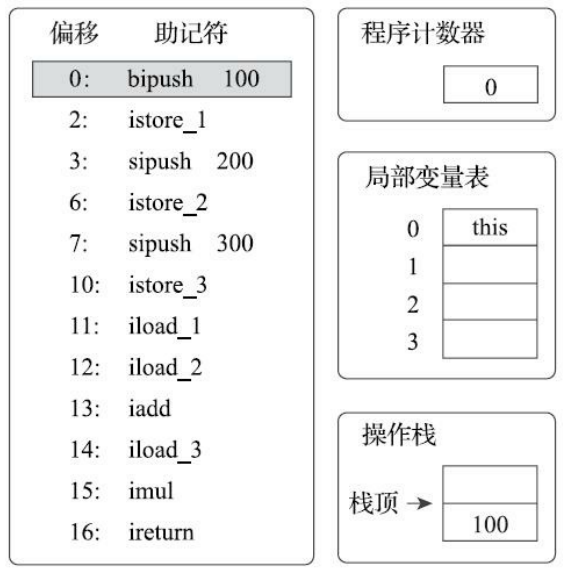 偏移 助记符
0: bipush 100
2: istore_1
3: sipush 200
6: istore_2
7: sipush 300
10: istore_3
11: iload_1
12: iload_2
13: iadd
14: iload_3
15: imul
16: ireturn
程序计数器
0
局部变量表
0 this
1
2
3
操作栈
栈顶
100